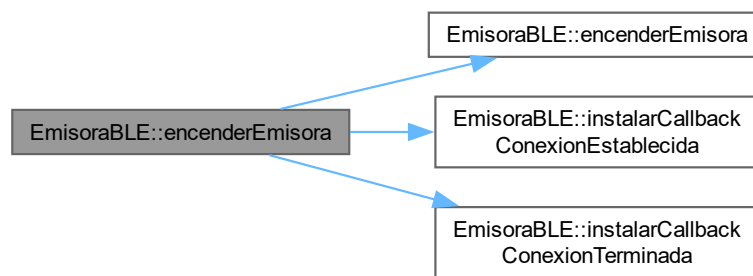 EmisoraBLE::encenderEmisora
EmisoraBLE::encenderEmisora
EmisoraBLE::instalarCallback
ConexionEstablecida
EmisoraBLE::instalarCallback
ConexionTerminada